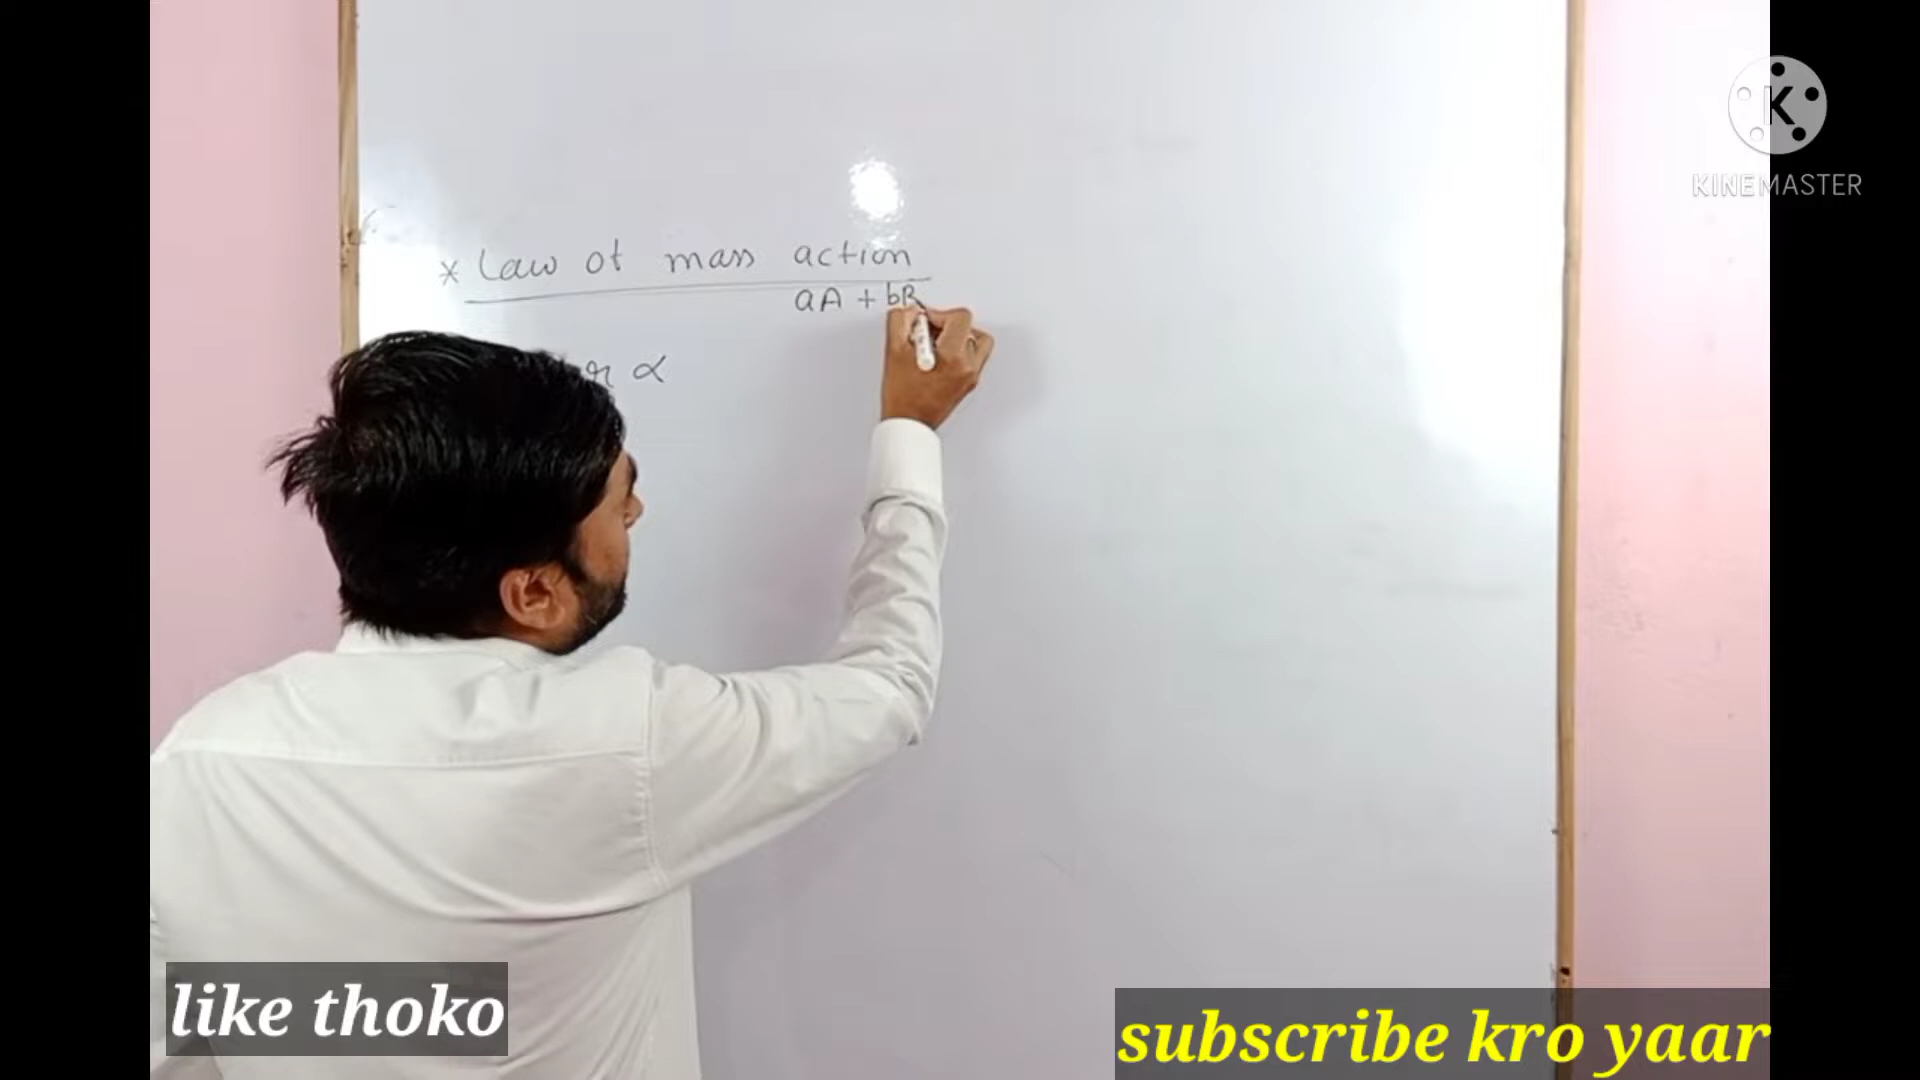 KINEMASTER
* Law of mass action
aA + bB
r ∝
like thoko
subscribe kro yaar